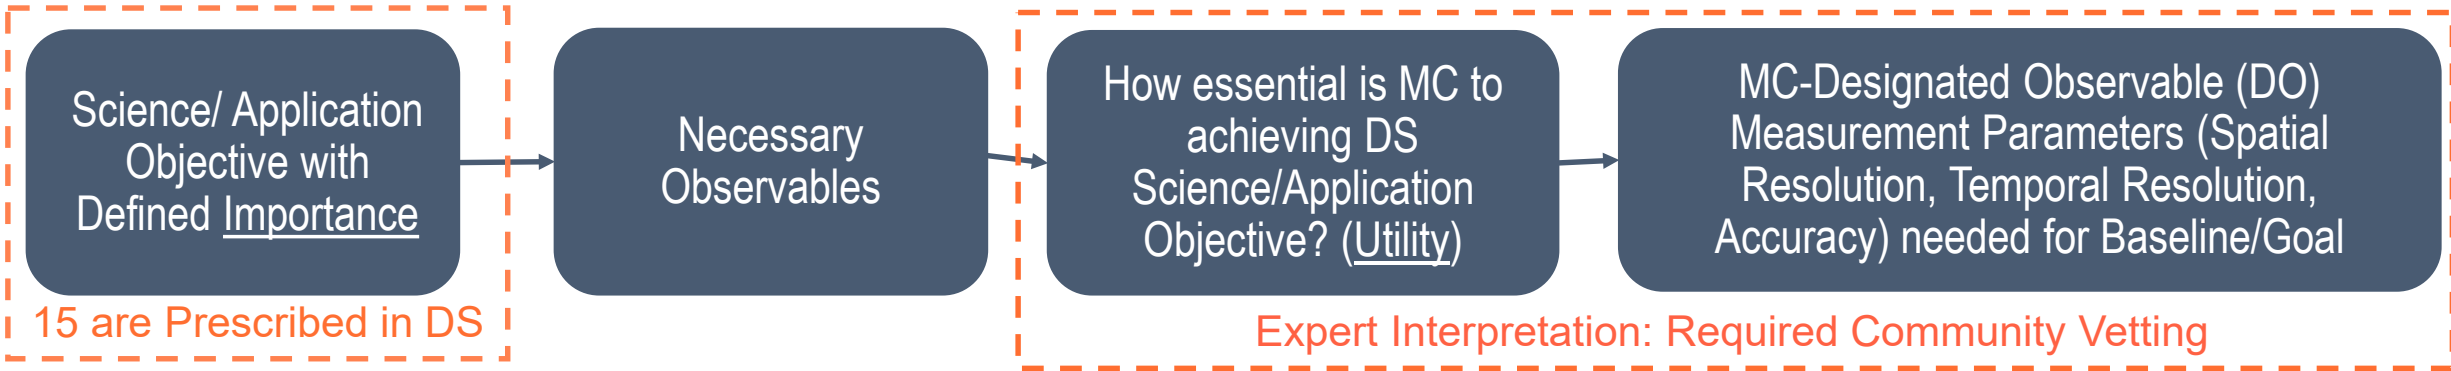 Science/ Application
Objective with
Defined Importance
15 are Prescribed in DS
Necessary
Observables
How essential is MC to
achieving DS
Science/Application
Objective? (Utility)
MC-Designated Observable (DO)
Measurement Parameters (Spatial
Resolution, Temporal Resolution,
Accuracy) needed for Baseline/Goal
Expert Interpretation: Required Community Vetting